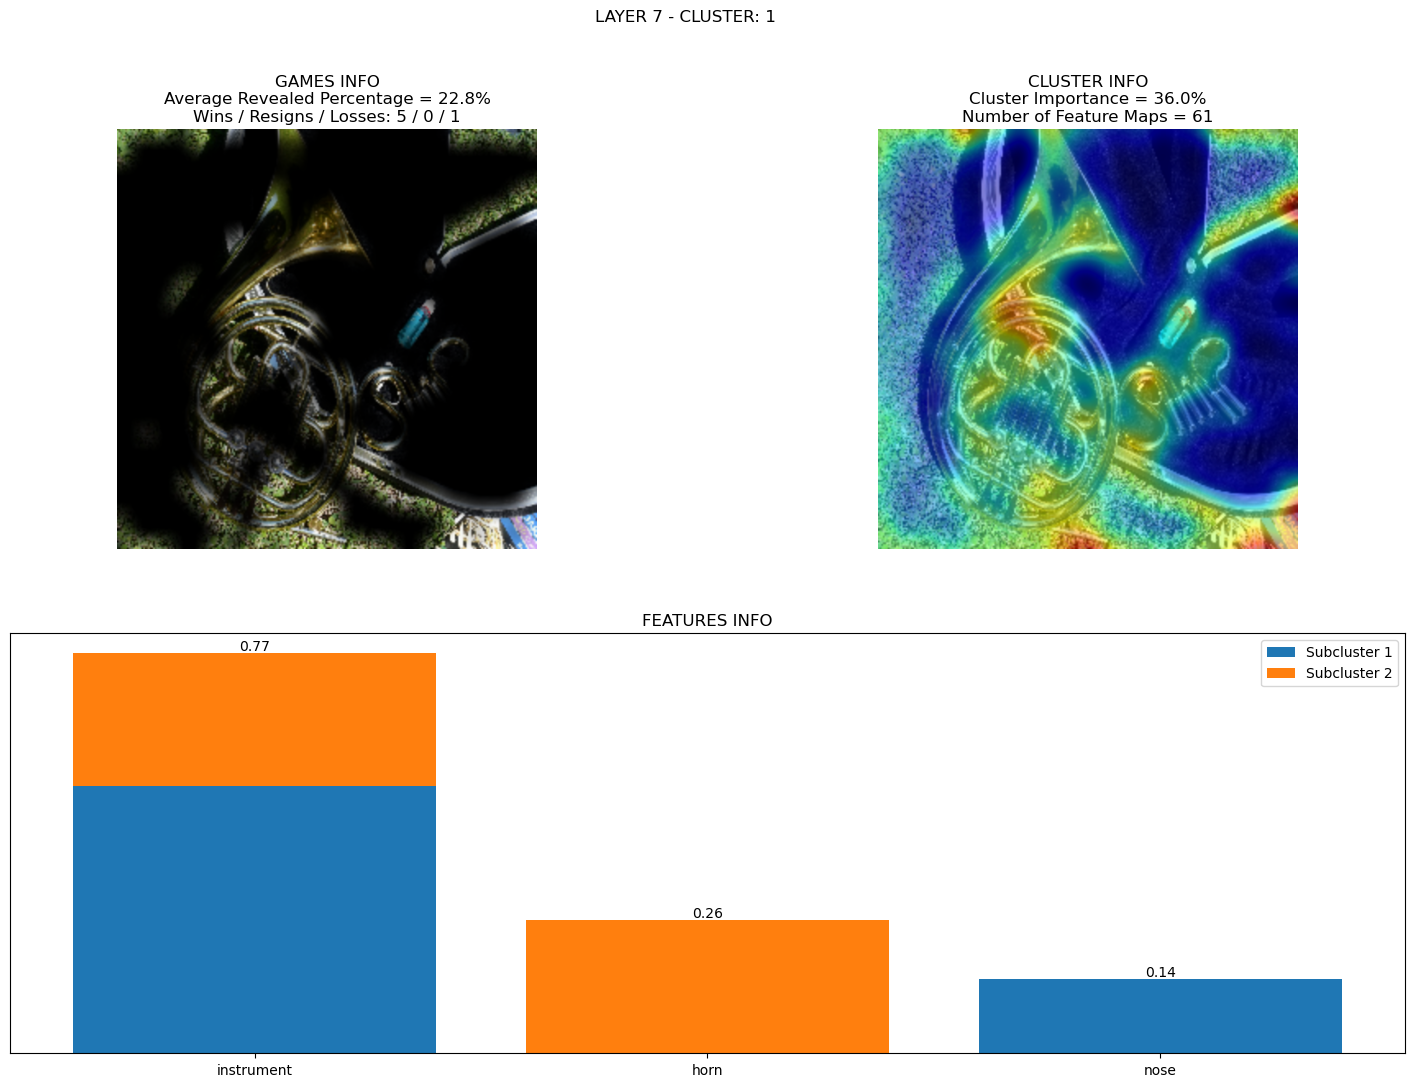 LAYER 7 - CLUSTER: 1
GAMES INFO
Average Revealed Percentage = 22.8%
Wins / Resigns / Losses: 5 / 0 / 1
CLUSTER INFO
Cluster Importance = 36.0%
Number of Feature Maps = 61
FEATURES INFO
Subcluster 1
Subcluster 2
0.77
0.26
0.14
instrument
horn
nose